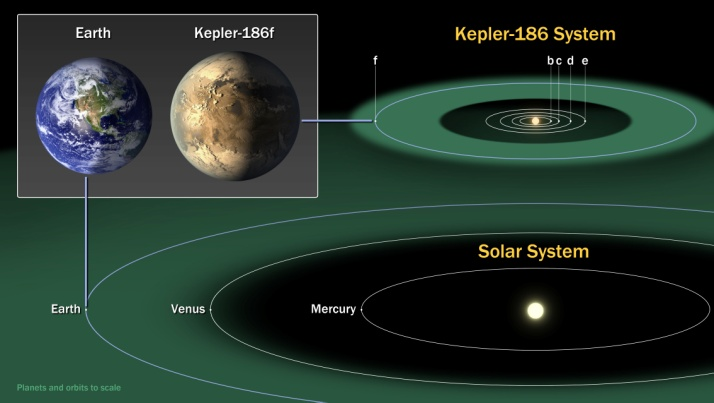 Earth
Kepler-186f
Kepler-186 System
f
b c d e
Solar System
Earth
Venus
Mercury
Planets and orbits to scale